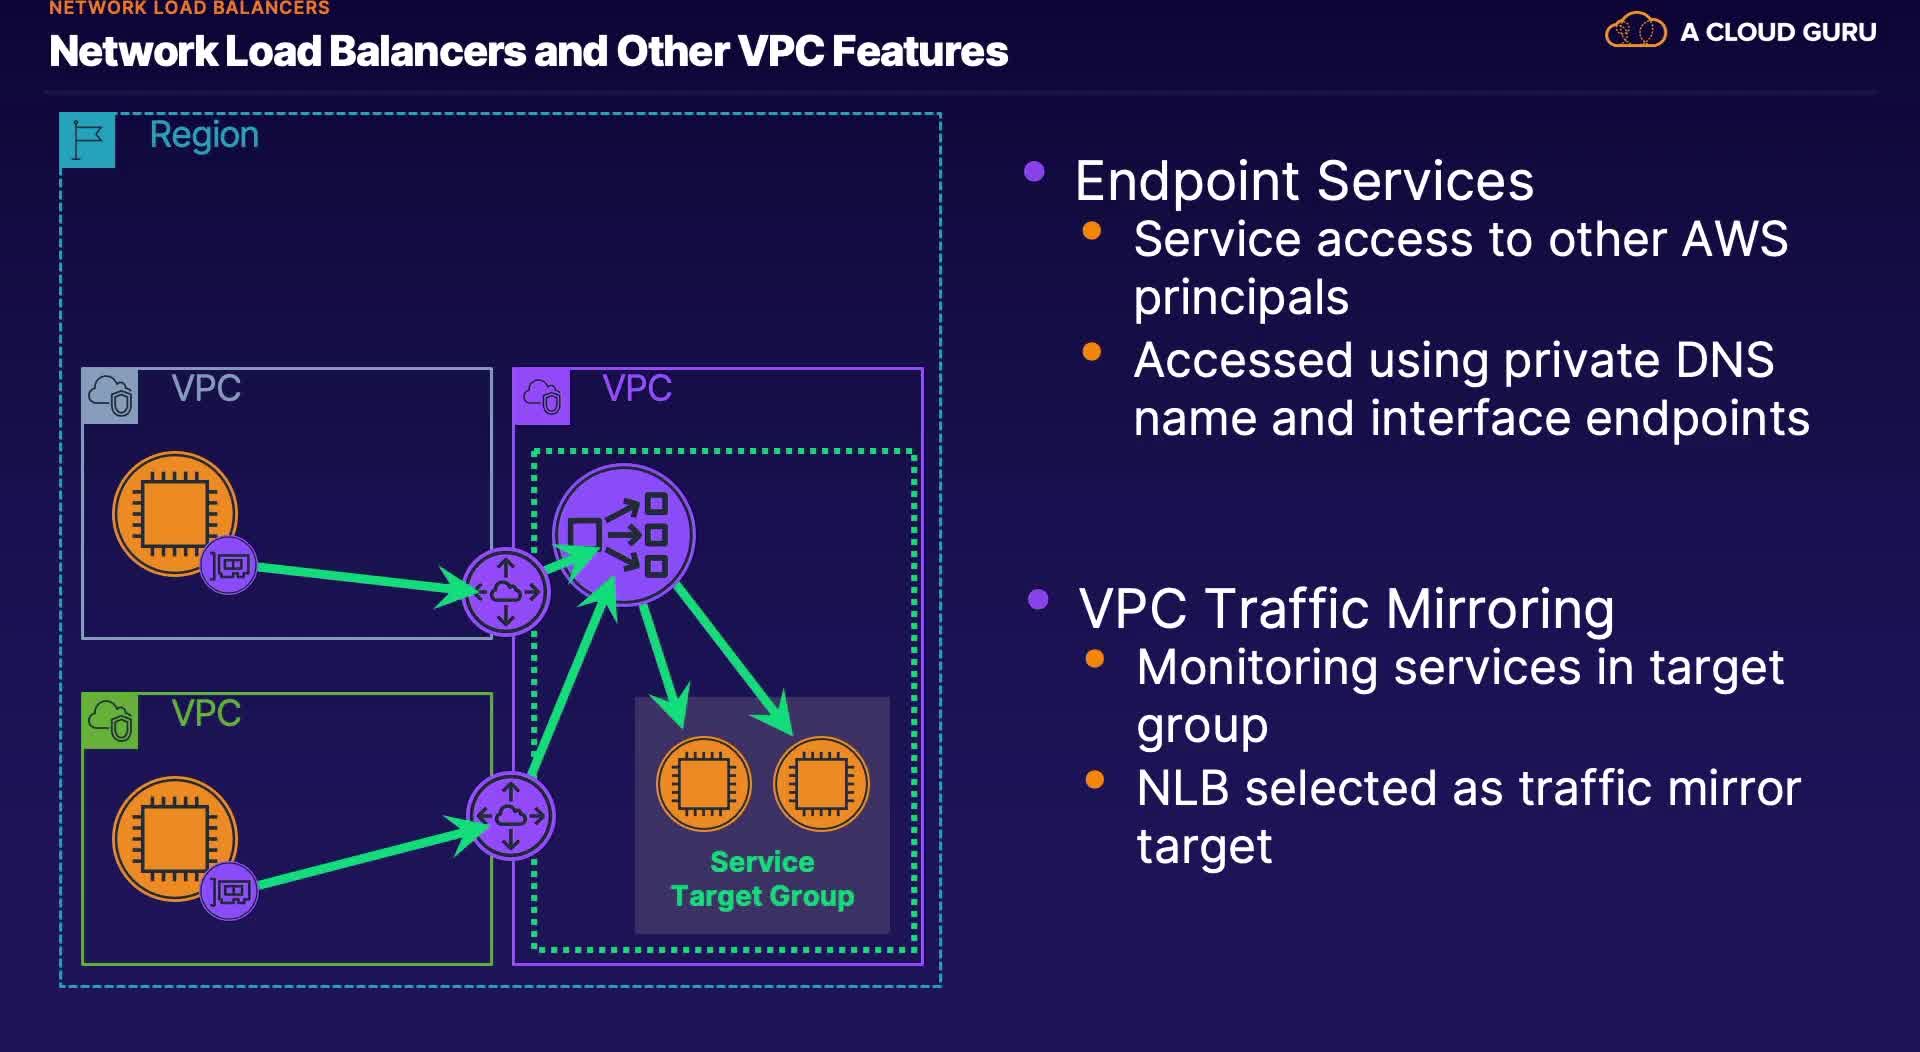 NETWORK LOAD BALANCERS
Network Load Balancers and Other VPC Features
A CLOUD GURU
Region
VPC
VPC
VPC
Service
Target Group
Endpoint Services
Service access to other AWS
principals
Accessed using private DNS
name and interface endpoints
VPC Traffic Mirroring
Monitoring services in target
group
NLB selected as traffic mirror
target